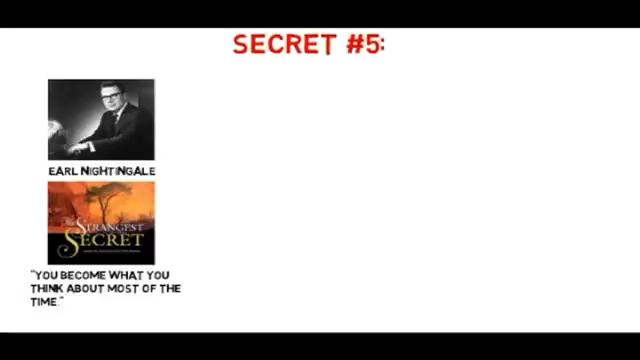 SECRET #5:
EARL NIGHTINGALE
The
STRANGEST
SECRET
"YOU BECOME WHAT YOU
THINK ABOUT MOST OF THE
TIME."